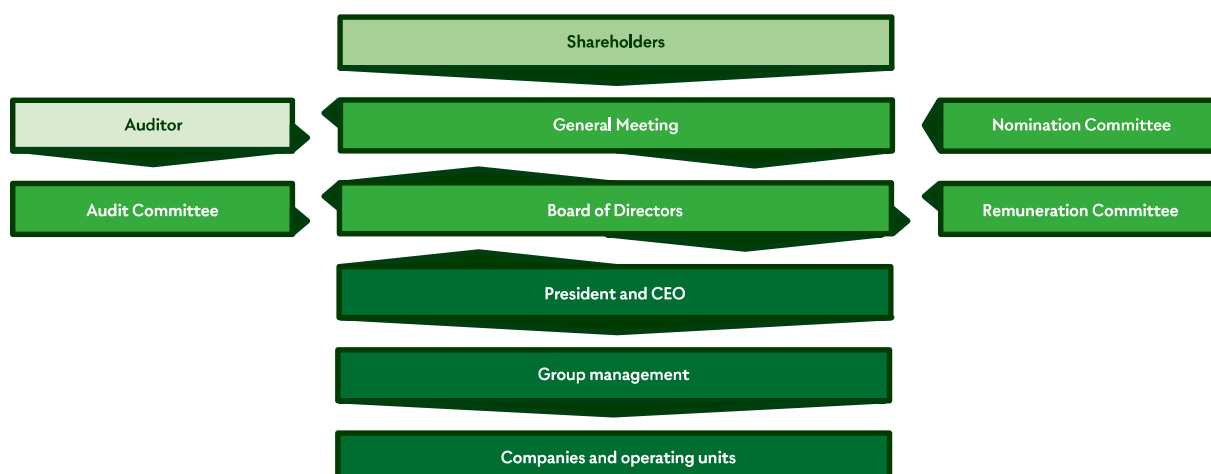 Shareholders
Auditor
General Meeting
Nomination Committee
Audit Committee
Board of Directors
Remuneration Committee
President and CEO
Group management
Companies and operating units